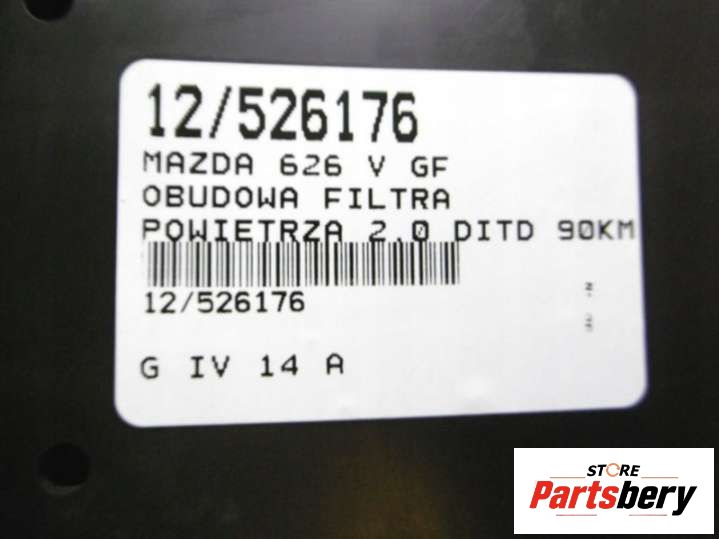 12/526176
MAZDA 626 V GF
OBUDOWA FILTRA
POWIETRZA 2.0 DITD 90KM
12/526176
G IV 14 A
STORE
Partsbery